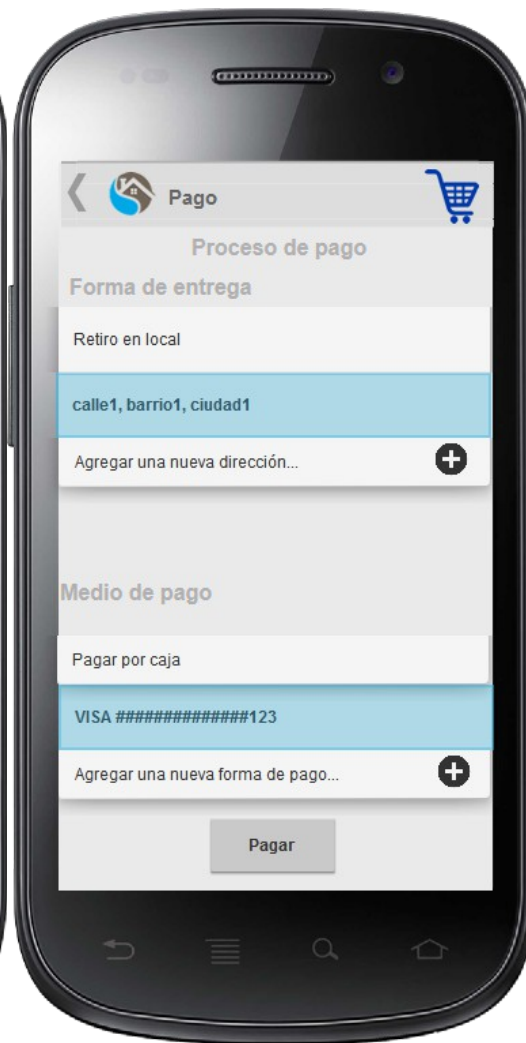 Pago
Proceso de pago
Forma de entrega
Retiro en local
calle1, barrio1, ciudad1
Agregar una nueva dirección...
Medio de pago
Pagar por caja
VISA ##############123
Agregar una nueva forma de pago...
Pagar